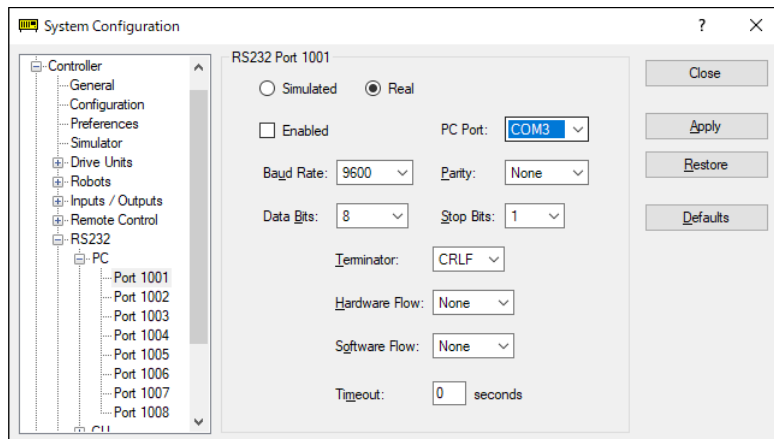 System Configuration
?
Controller
General
Configuration
Preferences
Simulator
Drive Units
Robots
Inputs / Outputs
Remote Control
RS232
PC
Port 1001
Port 1002
Port 1003
Port 1004
Port 1005
Port 1006
Port 1007
Port 1008
CU
RS232 Port 1001
Simulated Real
Enabled PC Port: COM3
Baud Rate: 9600 Parity: None
Data Bits: 8 Stop Bits: 1
Terminator: CRLF
Hardware Flow: None
Software Flow: None
Timeout: 0 seconds
Close
Apply
Restore
Defaults